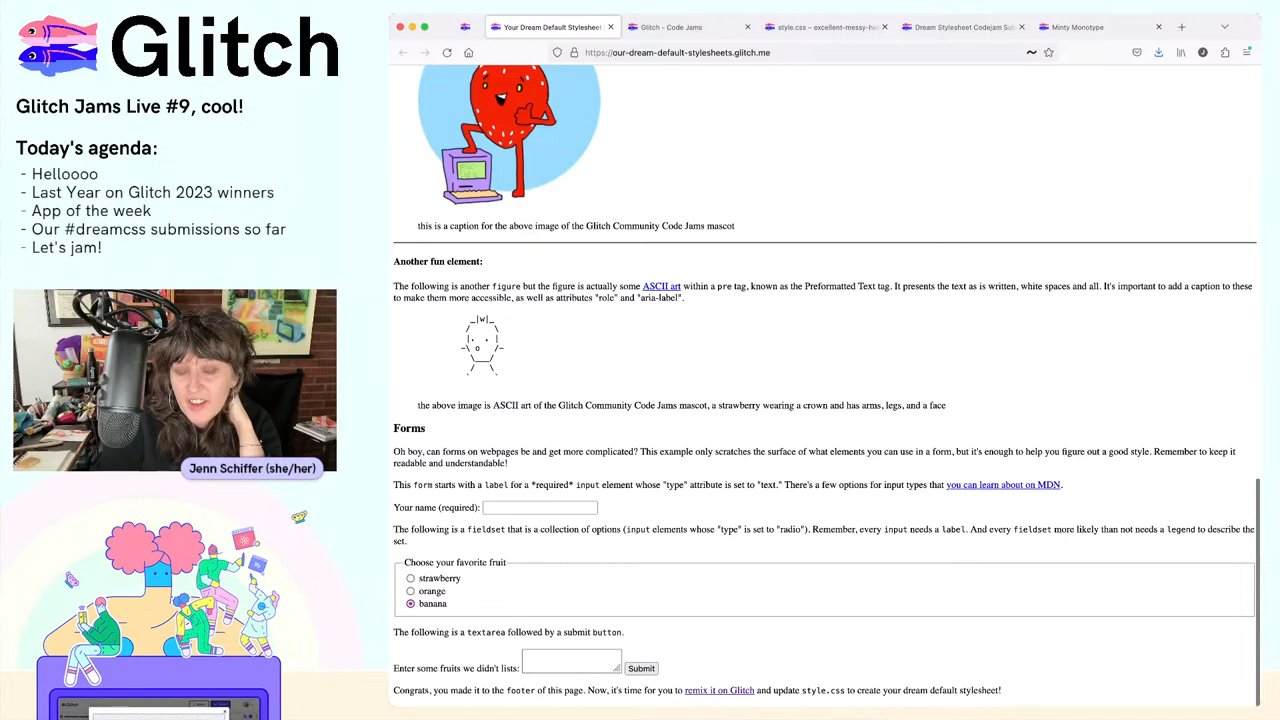 Glitch
Glitch Jams Live #9, cool!
Today's agenda:
- Helloooo
- Last Year on Glitch 2023 winners
- App of the week
- Our #dreamcss submissions so far
- Let's jam!
Jenn Schiffer (she/her)
Your Dream Default Stylesheet
Glitch - Code Jams
style.css – excellent-messy-he
Dream Stylesheet Codejam Sub
Minty Monotype
https://our-dream-default-stylesheets.glitch.me
this is a caption for the above image of the Glitch Community Code Jams mascot
Another fun element:
The following is another figure but the figure is actually some ASCII art within a pre tag, known as the Preformatted Text tag. It presents the text as is written, white spaces and all. It's important to add a caption to these
to make them more accessible, as well as attributes "role" and "aria-label".
_|w|_
/     \
|. . |
-\ o /-
\___/
/   \
`     `
the above image is ASCII art of the Glitch Community Code Jams mascot, a strawberry wearing a crown and has arms, legs, and a face
Forms
Oh boy, can forms on webpages be and get more complicated? This example only scratches the surface of what elements you can use in a form, but it's enough to help you figure out a good style. Remember to keep it
readable and understandable!
This form starts with a label for a *required* input element whose "type" attribute is set to "text." There's a few options for input types that you can learn about on MDN.
Your name (required):
The following is a fieldset that is a collection of options (input elements whose "type" is set to "radio"). Remember, every input needs a label. And every fieldset more likely than not needs a legend to describe the
set.
Choose your favorite fruit
strawberry
orange
banana
The following is a textarea followed by a submit button.
Enter some fruits we didn't lists:
Submit
Congrats, you made it to the footer of this page. Now, it's time for you to remix it on Glitch and update style.css to create your dream default stylesheet!